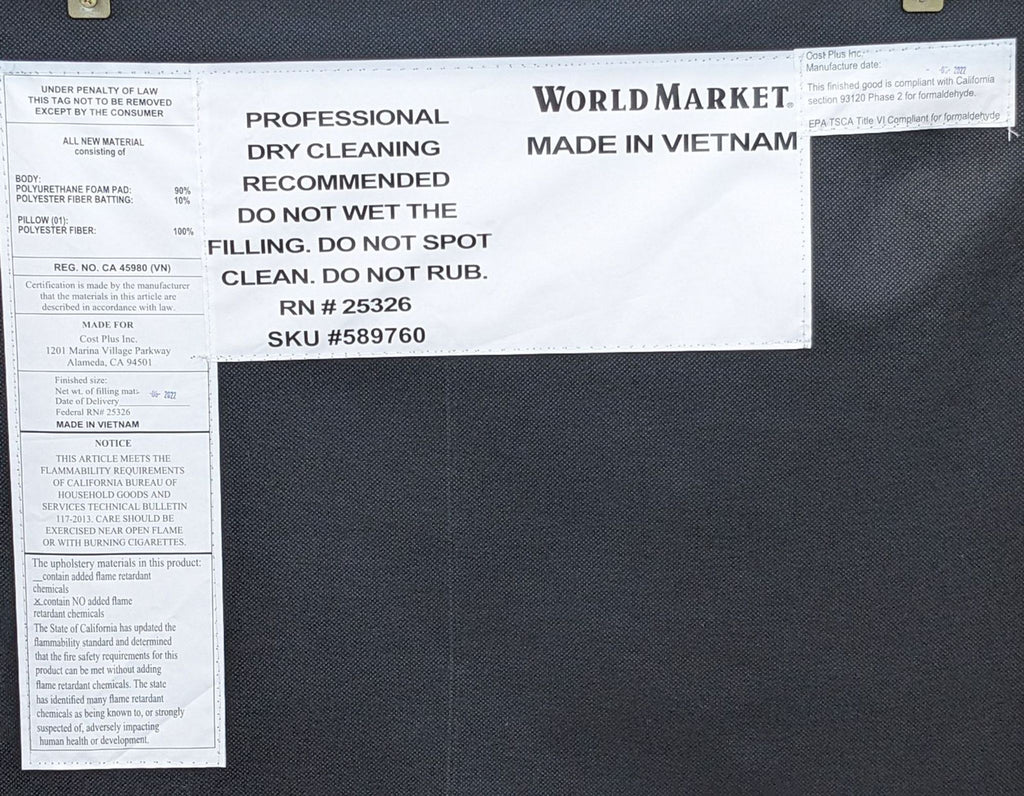 UNDER PENALTY OF LAW
THIS TAG NOT TO BE REMOVED
EXCEPT BY THE CONSUMER
ALL NEW MATERIAL
consisting of
BODY:
POLYURETHANE FOAM PAD: 90%
POLYESTER FIBER BATTING: 10%
PILLOW (01):
POLYESTER FIBER: 100%
REG. NO. CA 45980 (VN)
Certification is made by the manufacturer
that the materials in this article are
described in accordance with law.
MADE FOR
Cost Plus Inc.
1201 Marina Village Parkway
Alameda, CA 94501
Finished size:
Net wt. of filling mat:
Date of Delivery 2022
Federal RN# 25326
MADE IN VIETNAM
NOTICE
THIS ARTICLE MEETS THE
FLAMMABILITY REQUIREMENTS
OF CALIFORNIA BUREAU OF
HOUSEHOLD GOODS AND
SERVICES TECHNICAL BULLETIN
117-2013. CARE SHOULD BE
EXERCISED NEAR OPEN FLAME
OR WITH BURNING CIGARETTES.
The upholstery materials in this product:
__contain added flame retardant
chemicals
X contain NO added flame
retardant chemicals
The State of California has updated the
flammability standard and determined
that the fire safety requirements for this
product can be met without adding
flame retardant chemicals. The state
has identified many flame retardant
chemicals as being known to, or strongly
suspected of, adversely impacting
human health or development.
PROFESSIONAL
DRY CLEANING
RECOMMENDED
DO NOT WET THE
FILLING. DO NOT SPOT
CLEAN. DO NOT RUB.
RN # 25326
SKU #589760
WORLD MARKET®
MADE IN VIETNAM
Cost Plus Inc.
Manufacture date: 2022
This finished good is compliant with California
section 93120 Phase 2 for formaldehyde.
EPA TSCA Title VI Compliant for formaldehyde